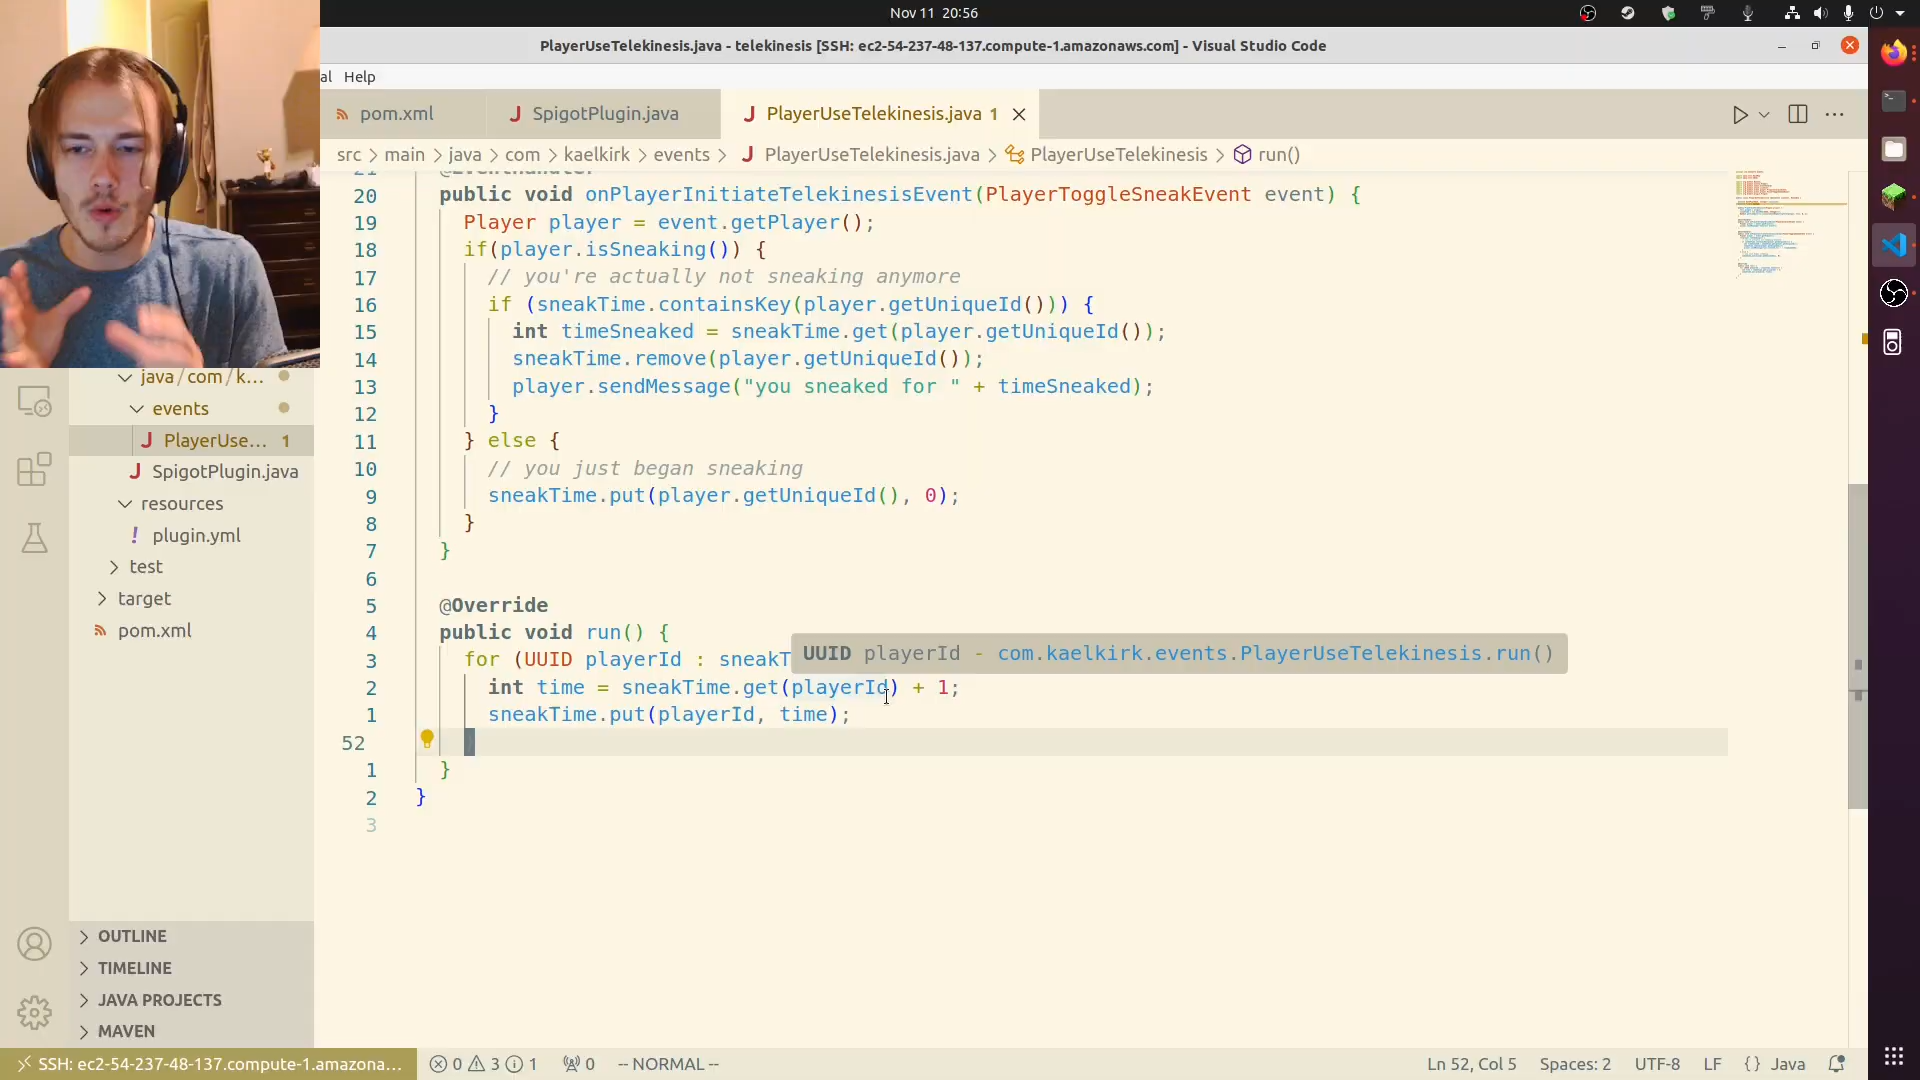 Nov 11 20:56
PlayerUseTelekinesis.java - telekinesis [SSH: ec2-54-237-48-137.compute-1.amazonaws.com] - Visual Studio Code
al Help
pom.xml
SpigotPlugin.java
PlayerUseTelekinesis.java 1
src > main > java > com > kaelkirk > events > PlayerUseTelekinesis.java > PlayerUseTelekinesis > run()
20 public void onPlayerInitiateTelekinesisEvent(PlayerToggleSneakEvent event) {
19 Player player = event.getPlayer();
18 if(player.isSneaking()) {
17 // you're actually not sneaking anymore
16 if (sneakTime.containsKey(player.getUniqueId())) {
15 int timeSneaked = sneakTime.get(player.getUniqueId());
14 sneakTime.remove(player.getUniqueId());
13 player.sendMessage("you sneaked for " + timeSneaked);
12 }
11 } else {
10 // you just began sneaking
9 sneakTime.put(player.getUniqueId(), 0);
8 }
7 }
6
5 @Override
4 public void run() {
3 for (UUID playerId : sneakT
UUID playerId - com.kaelkirk.events.PlayerUseTelekinesis.run()
2 int time = sneakTime.get(playerId) + 1;
1 sneakTime.put(playerId, time);
52
1 }
2 }
3
java/com/k...
events
PlayerUse... 1
SpigotPlugin.java
resources
plugin.yml
test
target
pom.xml
OUTLINE
TIMELINE
JAVA PROJECTS
MAVEN
SSH: ec2-54-237-48-137.compute-1.amazona...
0 3 1
0
-- NORMAL --
Ln 52, Col 5
Spaces: 2
UTF-8
LF
{} Java